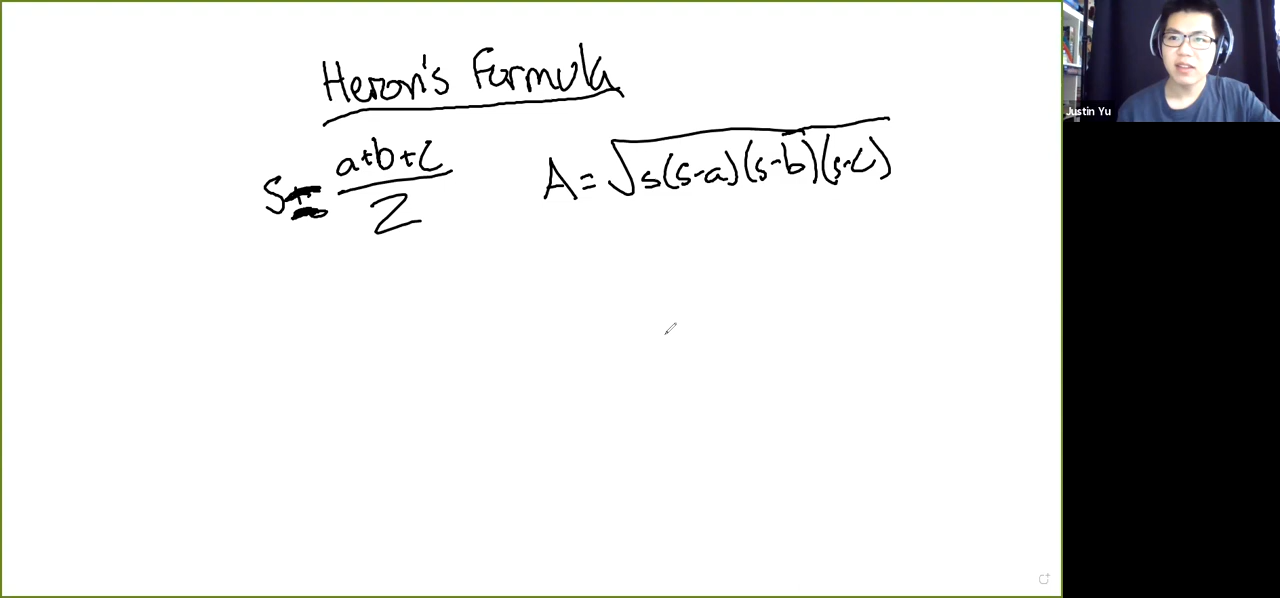 Heron's Formula
s = a+b+c / 2
A = √s(s-a)(s-b)(s-c)
Justin Yu